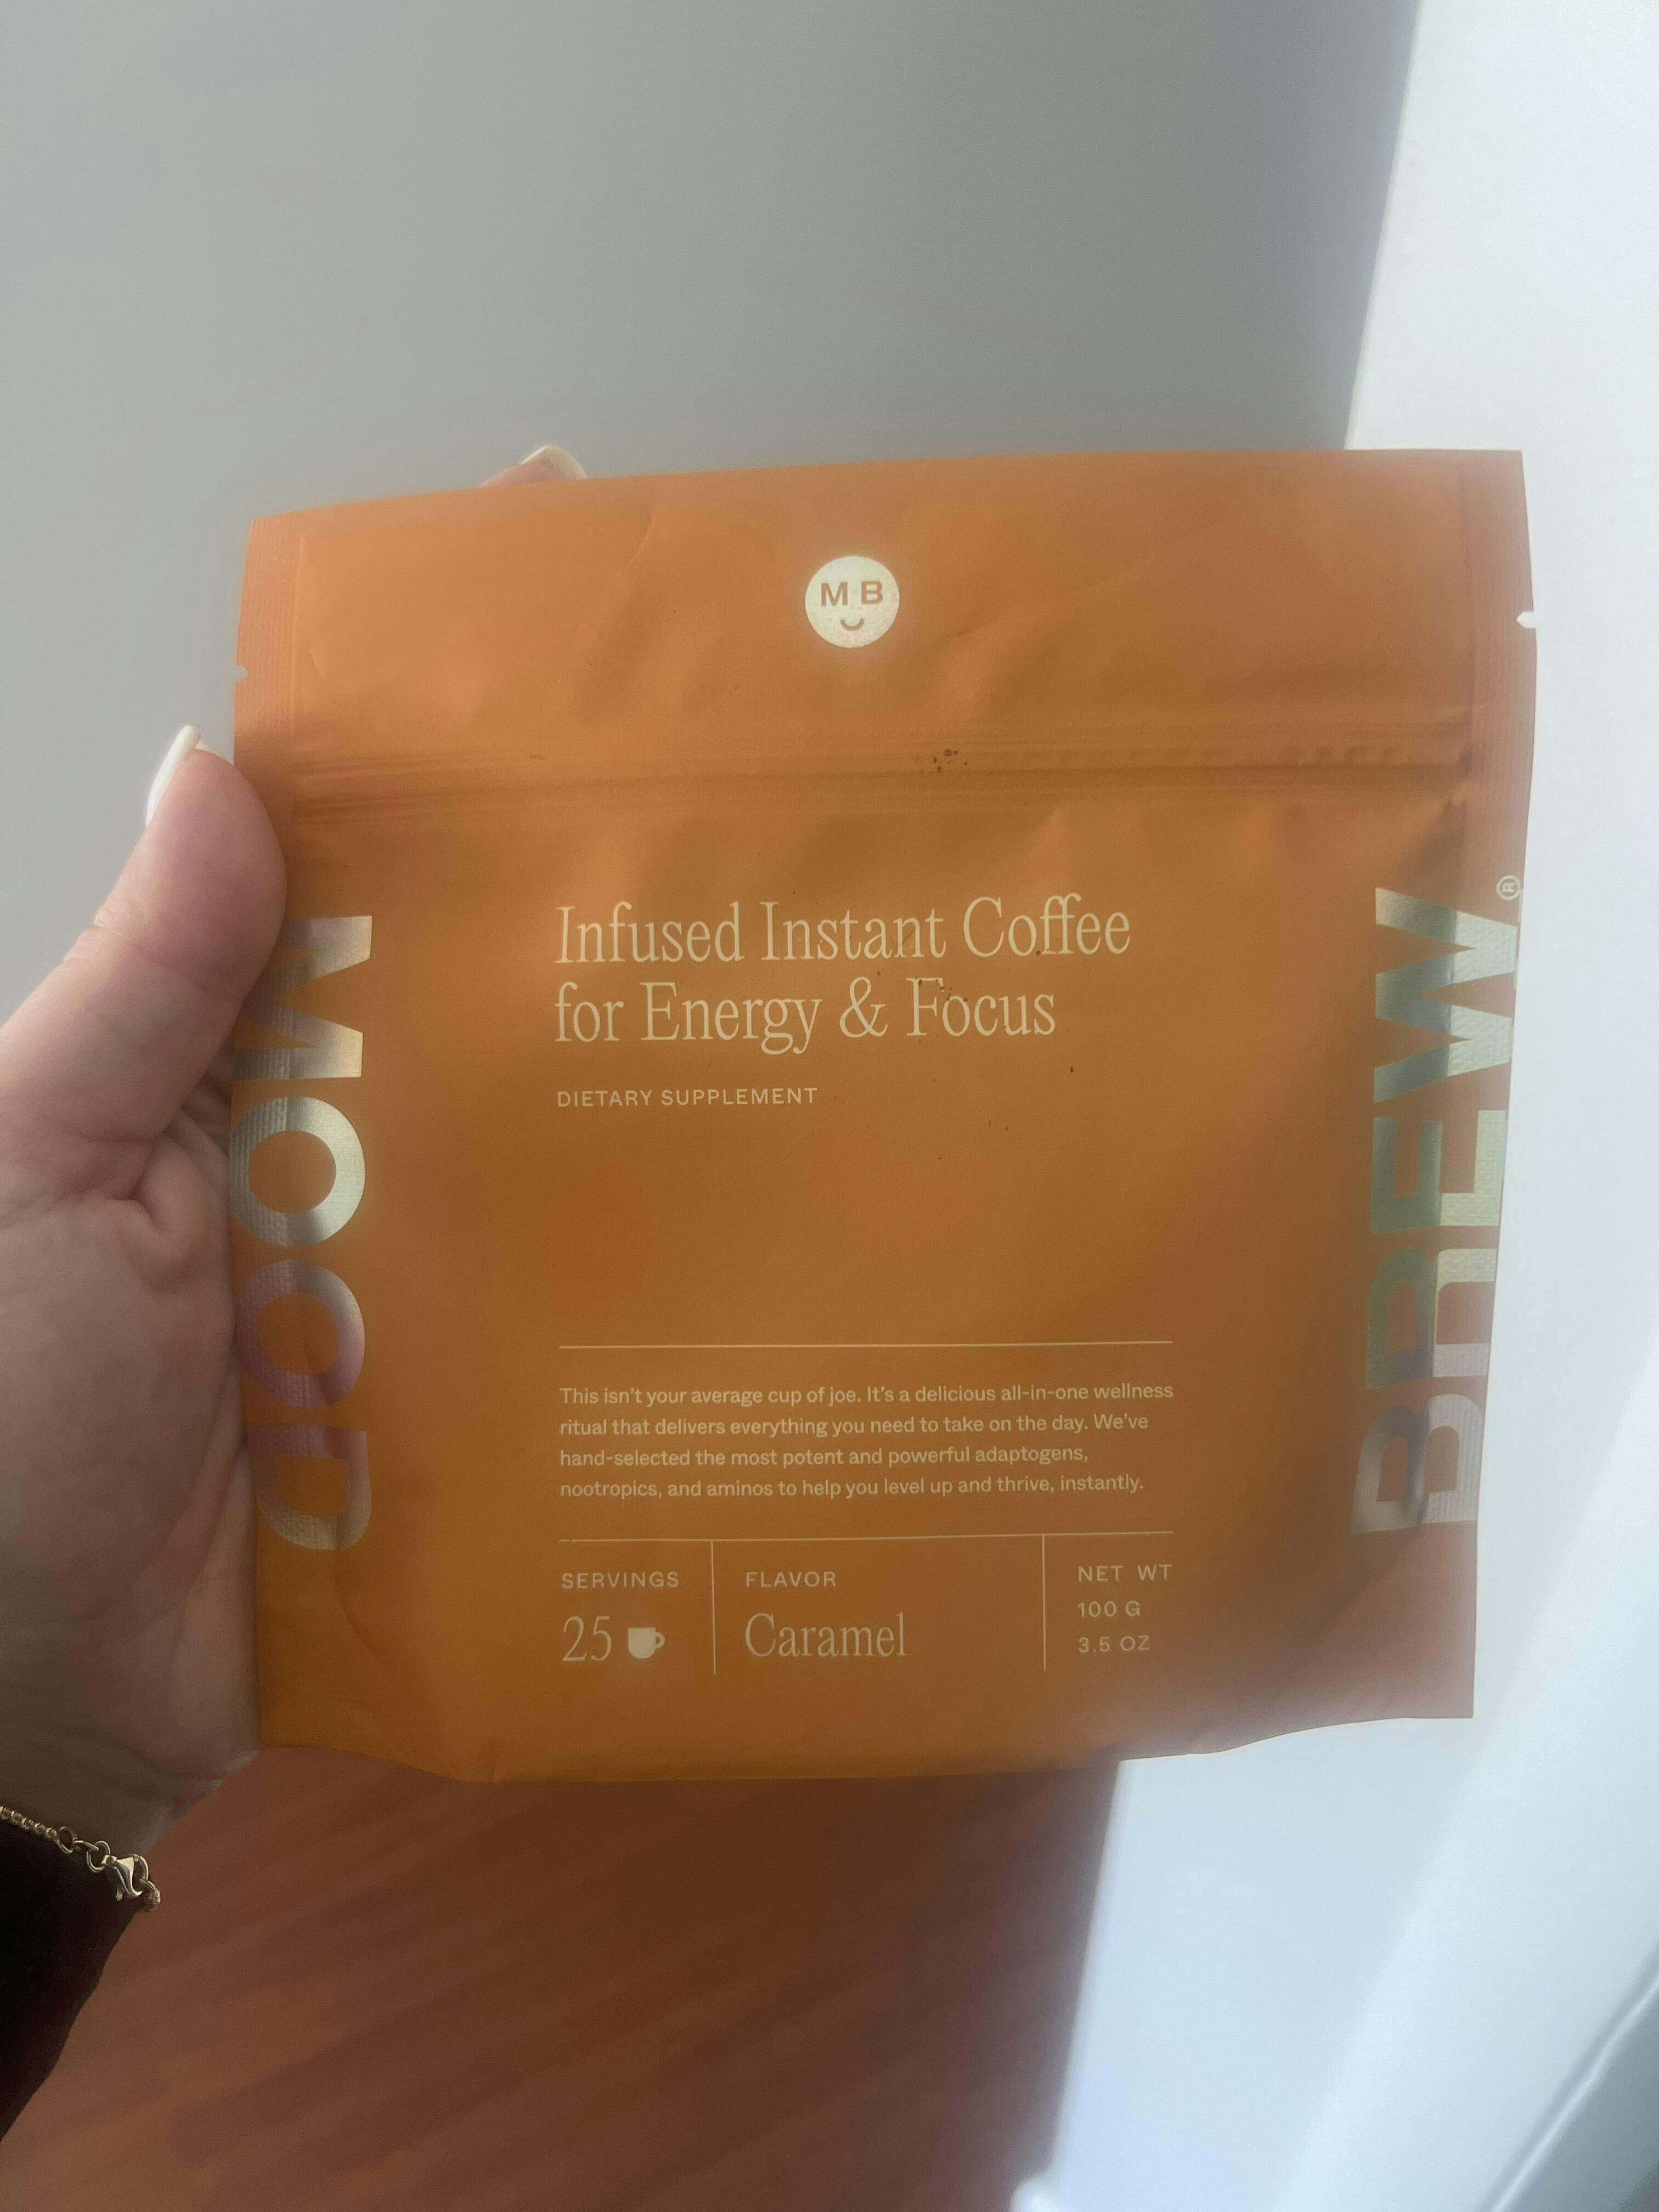 M B
MOOD
BREW®
Infused Instant Coffee
for Energy & Focus
DIETARY SUPPLEMENT
This isn't your average cup of joe. It's a delicious all-in-one wellness
ritual that delivers everything you need to take on the day. We've
hand-selected the most potent and powerful adaptogens,
nootropics, and aminos to help you level up and thrive, instantly.
SERVINGS
25
FLAVOR
Caramel
NET WT
100 G
3.5 OZ